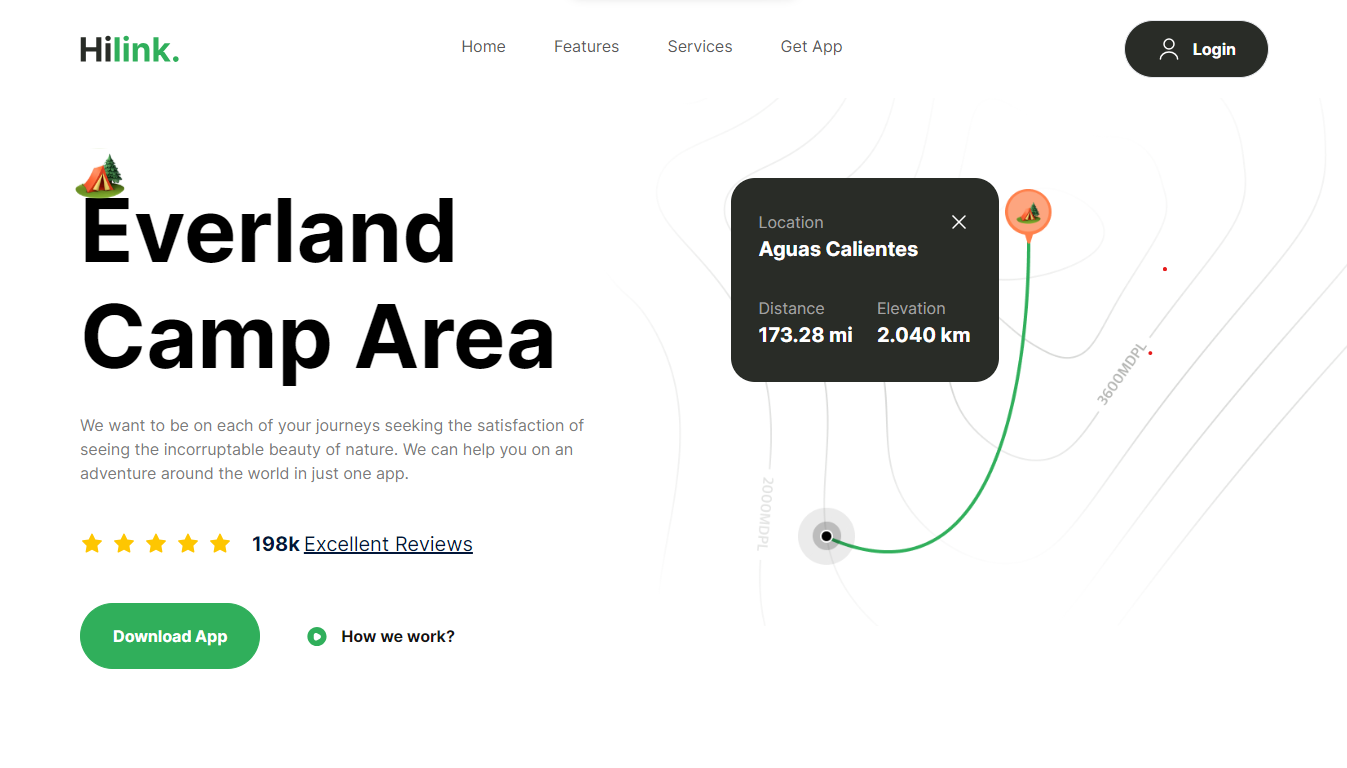 Hilink.
Home
Features
Services
Get App
Login
Everland
Camp Area
We want to be on each of your journeys seeking the satisfaction of
seeing the incorruptable beauty of nature. We can help you on an
adventure around the world in just one app.
198k Excellent Reviews
Download App
How we work?
Location
Aguas Calientes
Distance
Elevation
173.28 mi
2.040 km
3600MDPL
2000MDPL